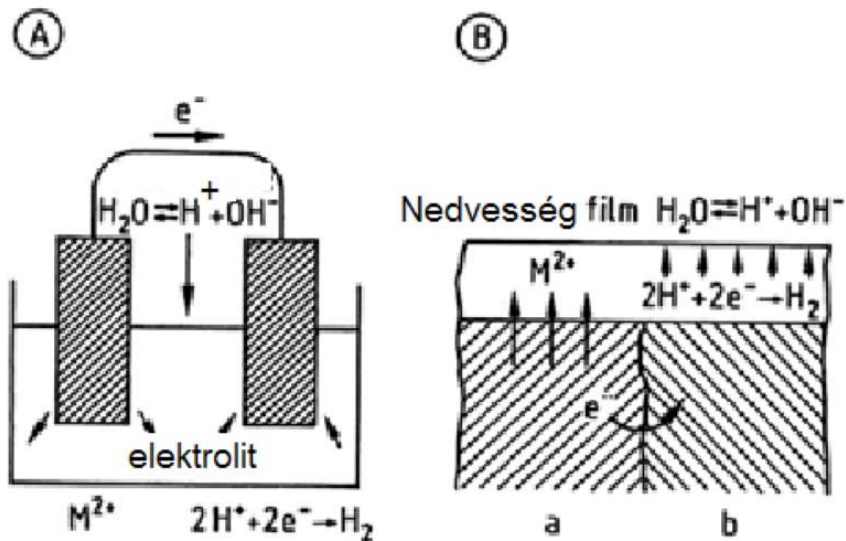 A
e⁻
H₂O⇌H⁺+OH⁻
elektrolit
M²⁺ 2H⁺+2e⁻→H₂
B
Nedvesség film H₂O⇌H⁺+OH⁻
M²⁺
2H⁺+2e⁻→H₂
e⁻
a b